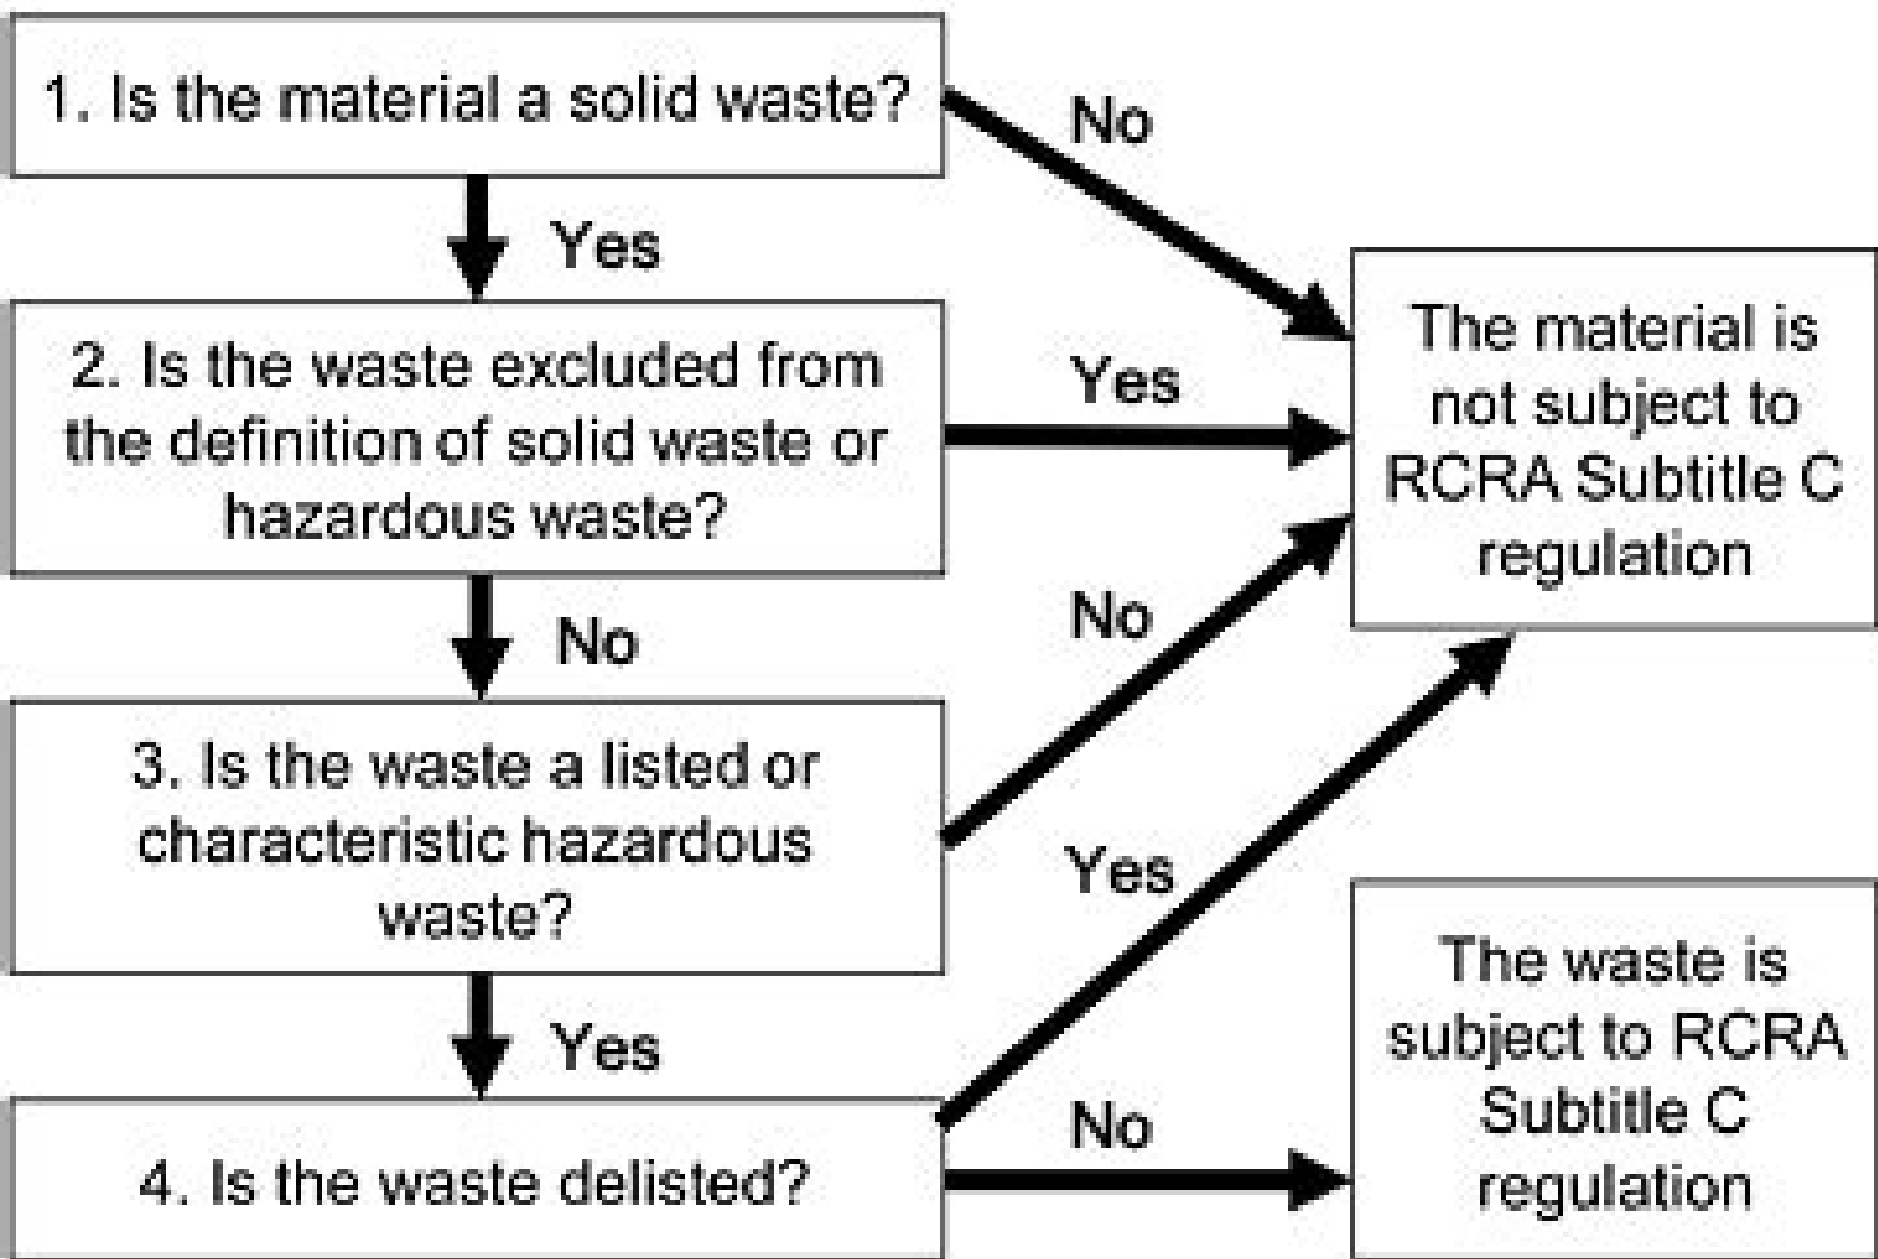 1. Is the material a solid waste?
No
Yes
2. Is the waste excluded from
the definition of solid waste or
hazardous waste?
Yes
The material is
not subject to
RCRA Subtitle C
regulation
No
No
3. Is the waste a listed or
characteristic hazardous
waste?
Yes
Yes
4. Is the waste delisted?
No
The waste is
subject to RCRA
Subtitle C
regulation